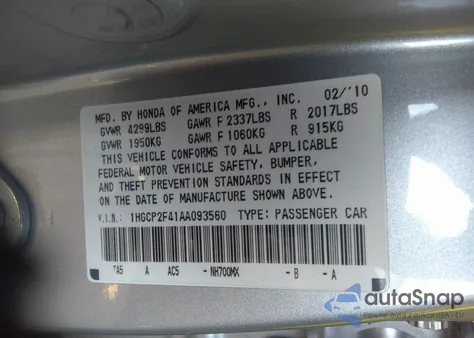 MFD. BY HONDA OF AMERICA MFG., INC. 02/'10
GVWR 4299LBS GAWR F 2337LBS R 2017LBS
GVWR 1950KG GAWR F 1060KG R 915KG
THIS VEHICLE CONFORMS TO ALL APPLICABLE
FEDERAL MOTOR VEHICLE SAFETY, BUMPER,
AND THEFT PREVENTION STANDARDS IN EFFECT
ON THE DATE OF MANUFACTURE SHOWN ABOVE.
V.I.N.: 1HGCP2F41AA093560 TYPE: PASSENGER CAR
TA5 A AC5 -NH700MX -B -A
autoSnap